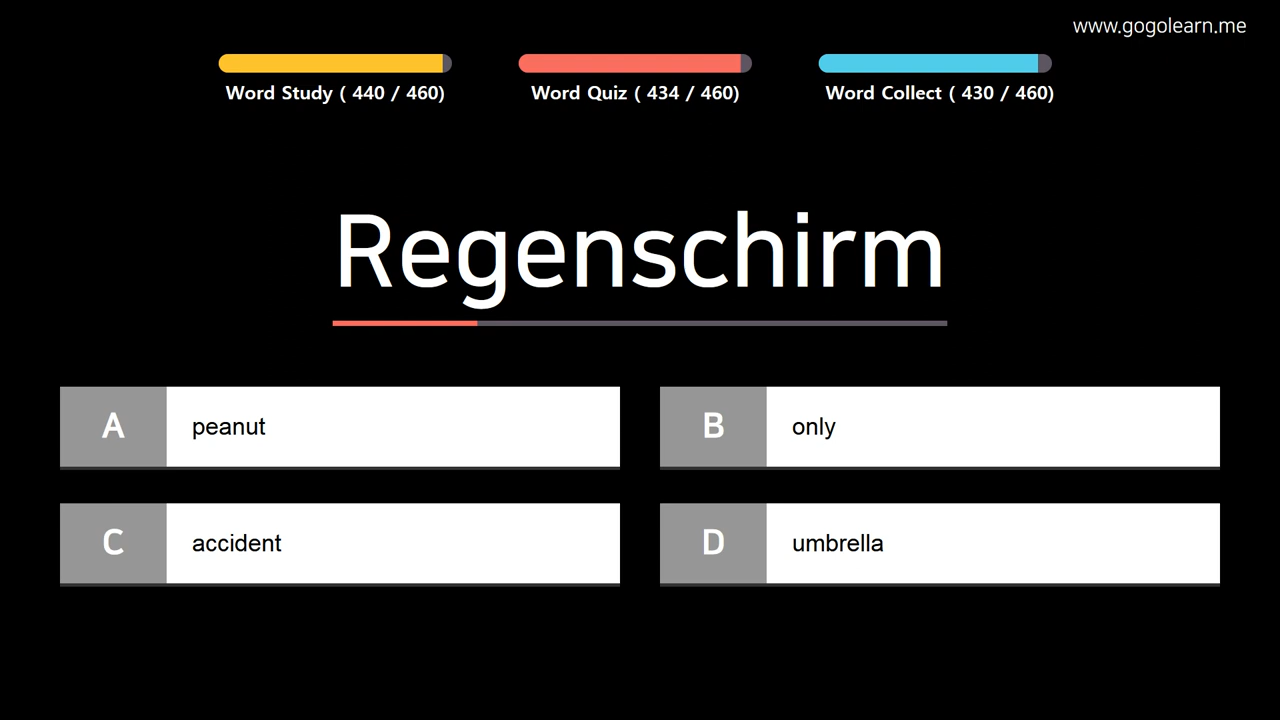 www.gogolearn.me
Word Study ( 440 / 460)
Word Quiz ( 434 / 460)
Word Collect ( 430 / 460)
Regenschirm
A peanut
B only
C accident
D umbrella